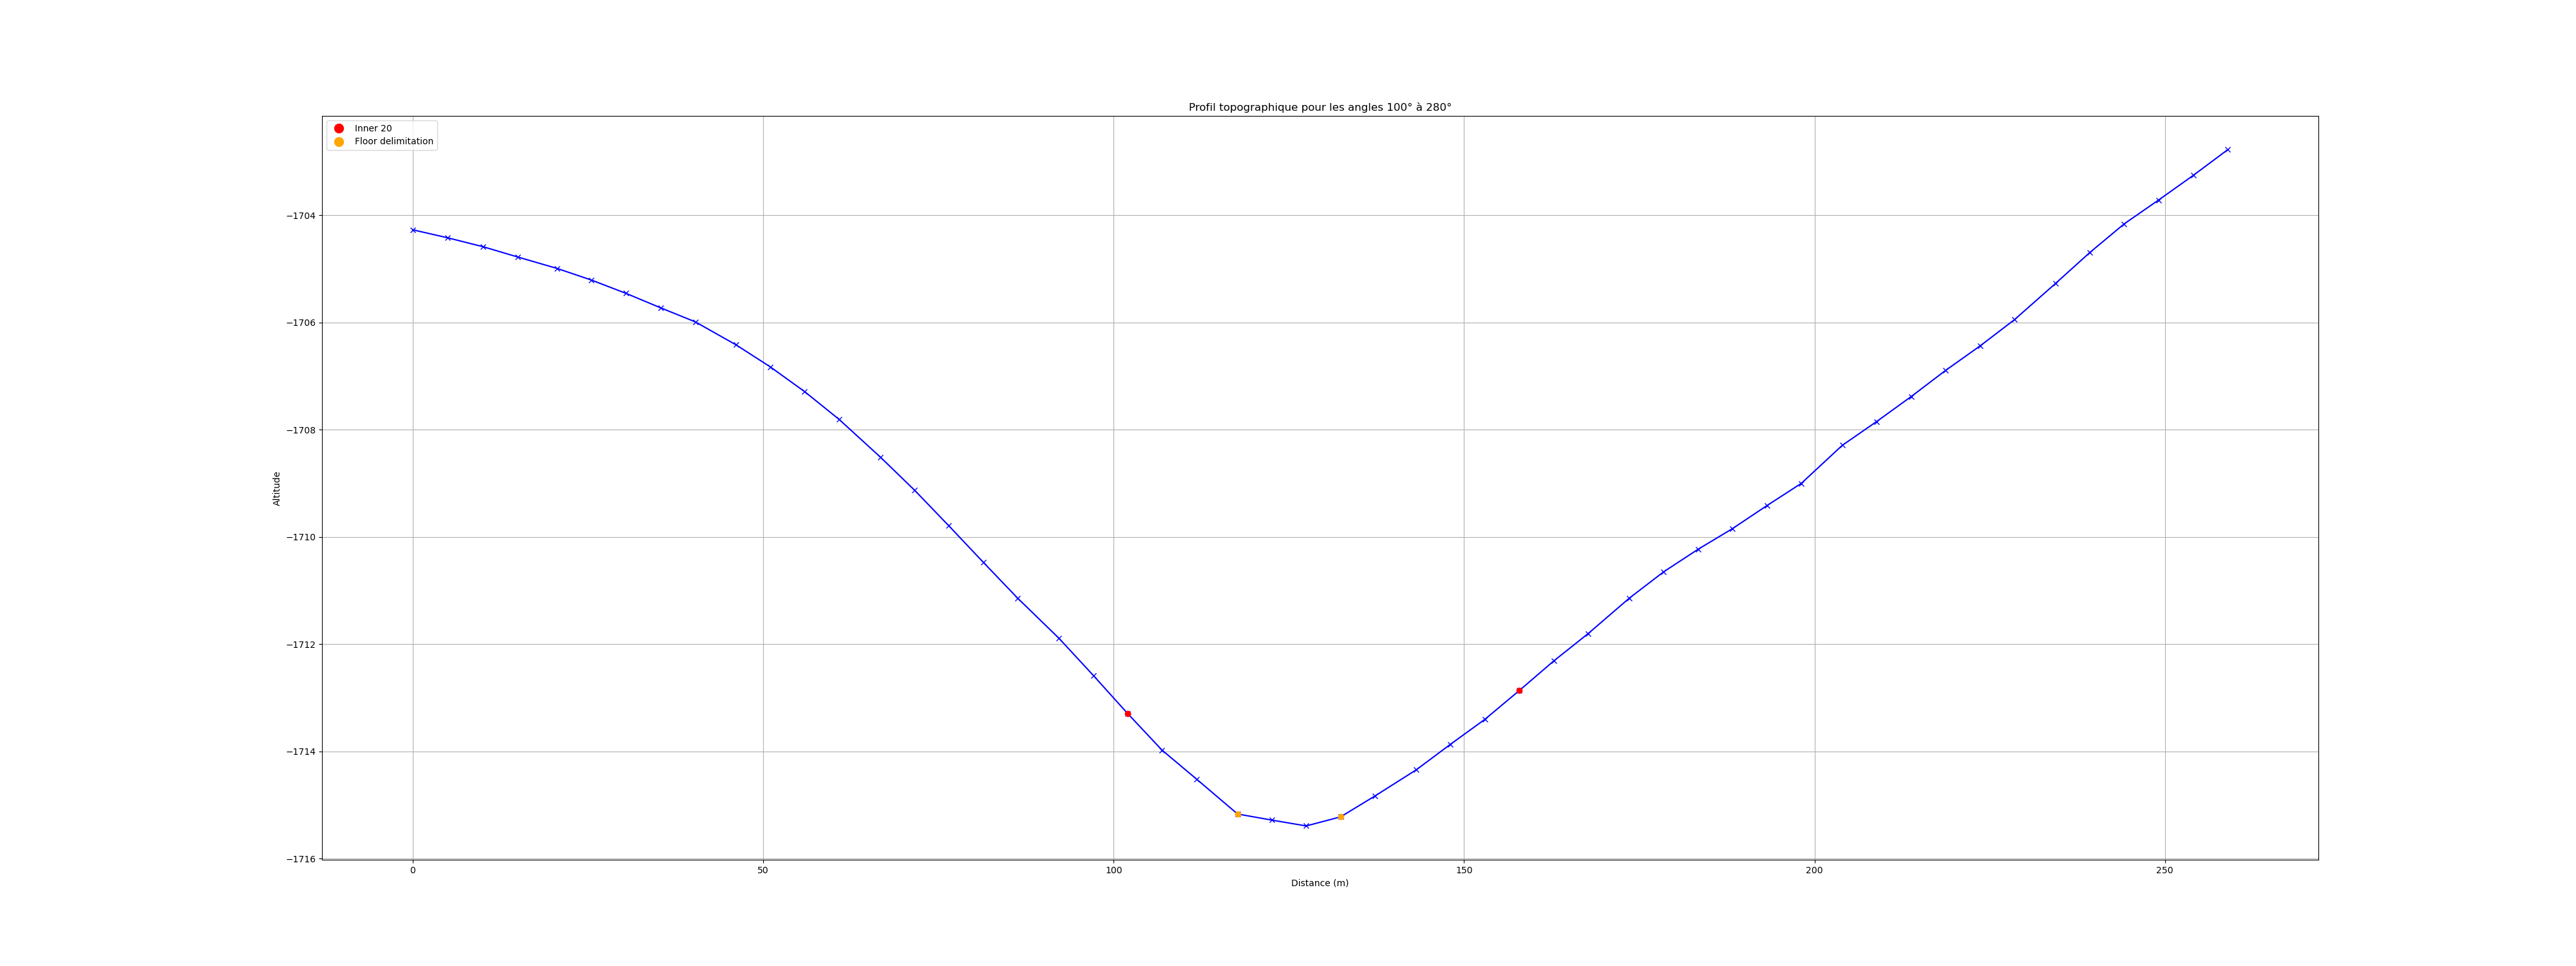 Profil topographique pour les angles 100° à 280°
Inner 20
Floor delimitation
−1704
−1706
−1708
−1710
−1712
−1714
−1716
Altitude
0 50 100 150 200 250
Distance (m)